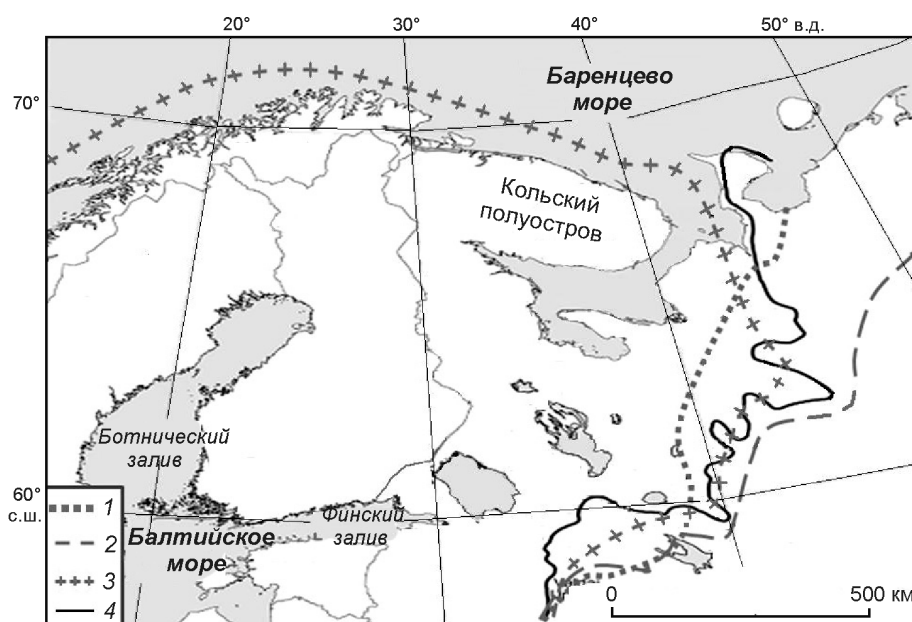 20°
30°
40°
50° в.д.
70°
Баренцево
море
Кольский
полуостров
Ботнический
залив
60°
с.ш.
Финский
залив
Балтийское
море
1
2
3
4
0
500 км